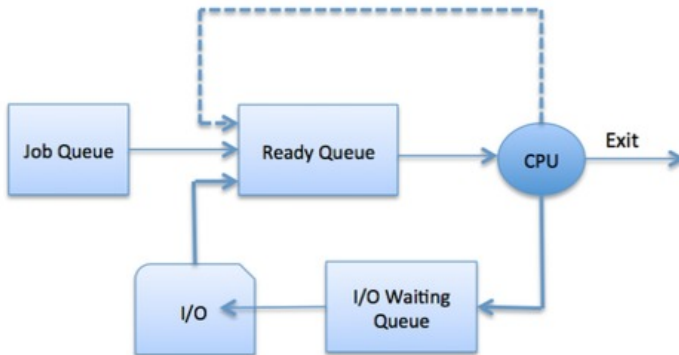 Job Queue
Ready Queue
CPU
Exit
I/O
I/O Waiting
Queue